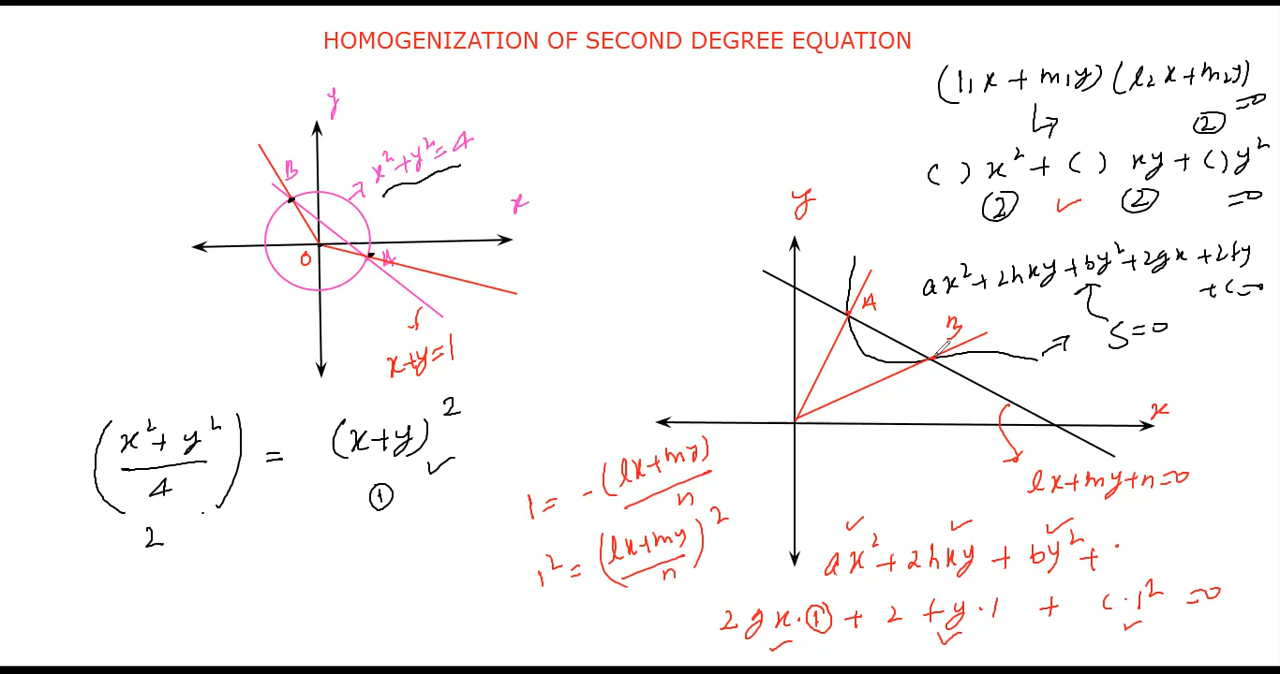 HOMOGENIZATION OF SECOND DEGREE EQUATION
y
B
→ x²+y²=4
x
O
A
x+y=1
(x²+y²/4) = (x+y)²
2
①
(l₁x+m₁y)(l₂x+m₂y)=0
②
( )x²+( )xy+( )y²=0
② ✓ ②
ax²+2hxy+by²+2gx+2fy
+c=0
S=0
y
A
B
x
lx+my+n=0
1=-(lx+my)/n
1²=(lx+my/n)²
ax²+2hxy+by²+
2gx·①+2fy·1+c·1²=0